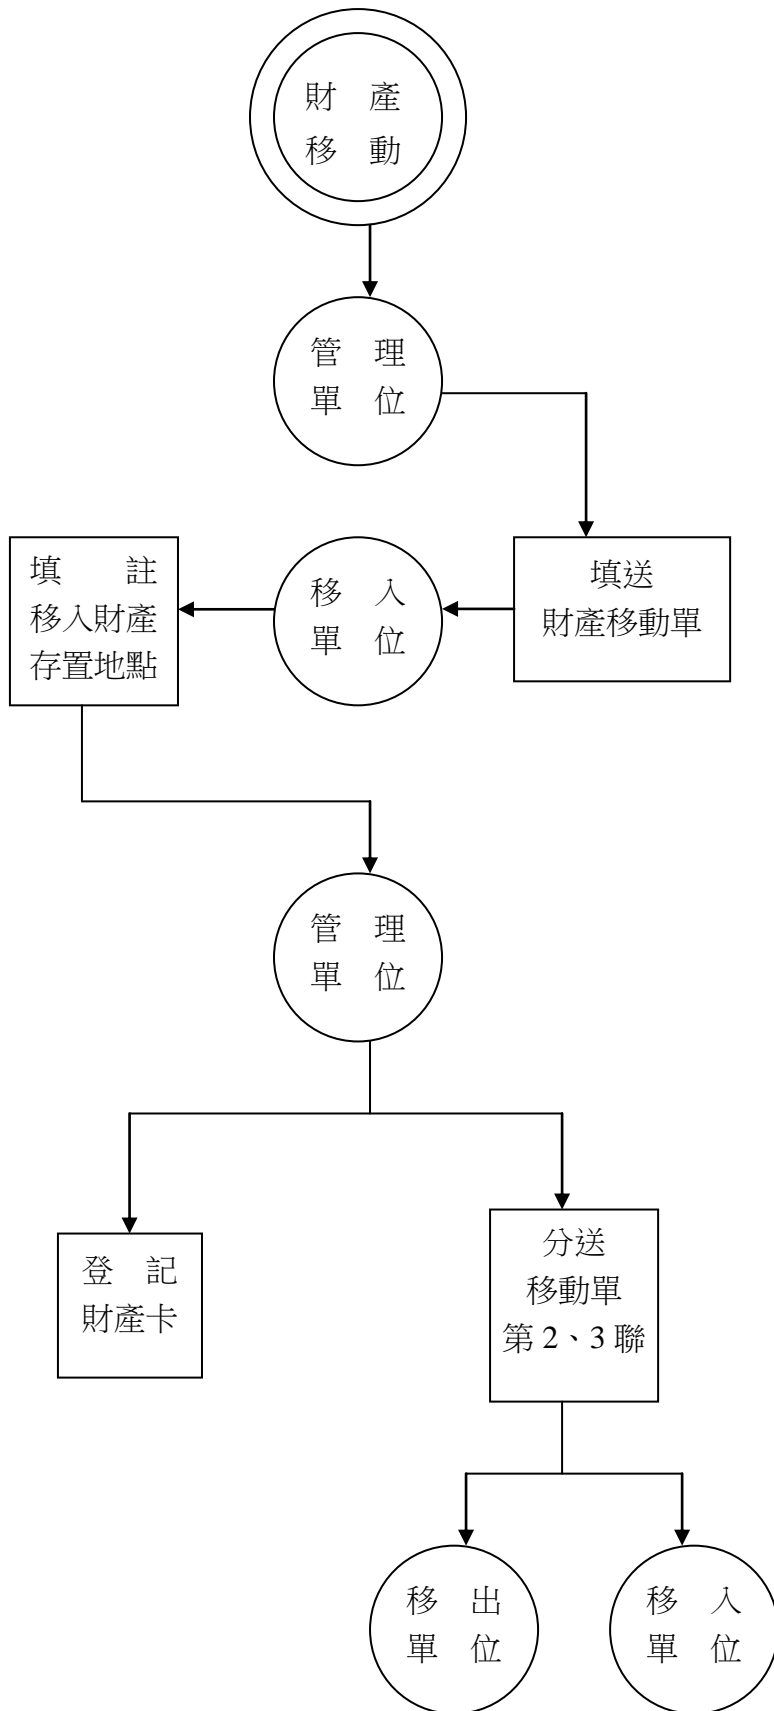 財 產
移 動
管 理
單 位
填送
財產移動單
移 入
單 位
填 註
移入財產
存置地點
管 理
單 位
登 記
財產卡
分送
移動單
第 2、3 聯
移 出
單 位
移 入
單 位